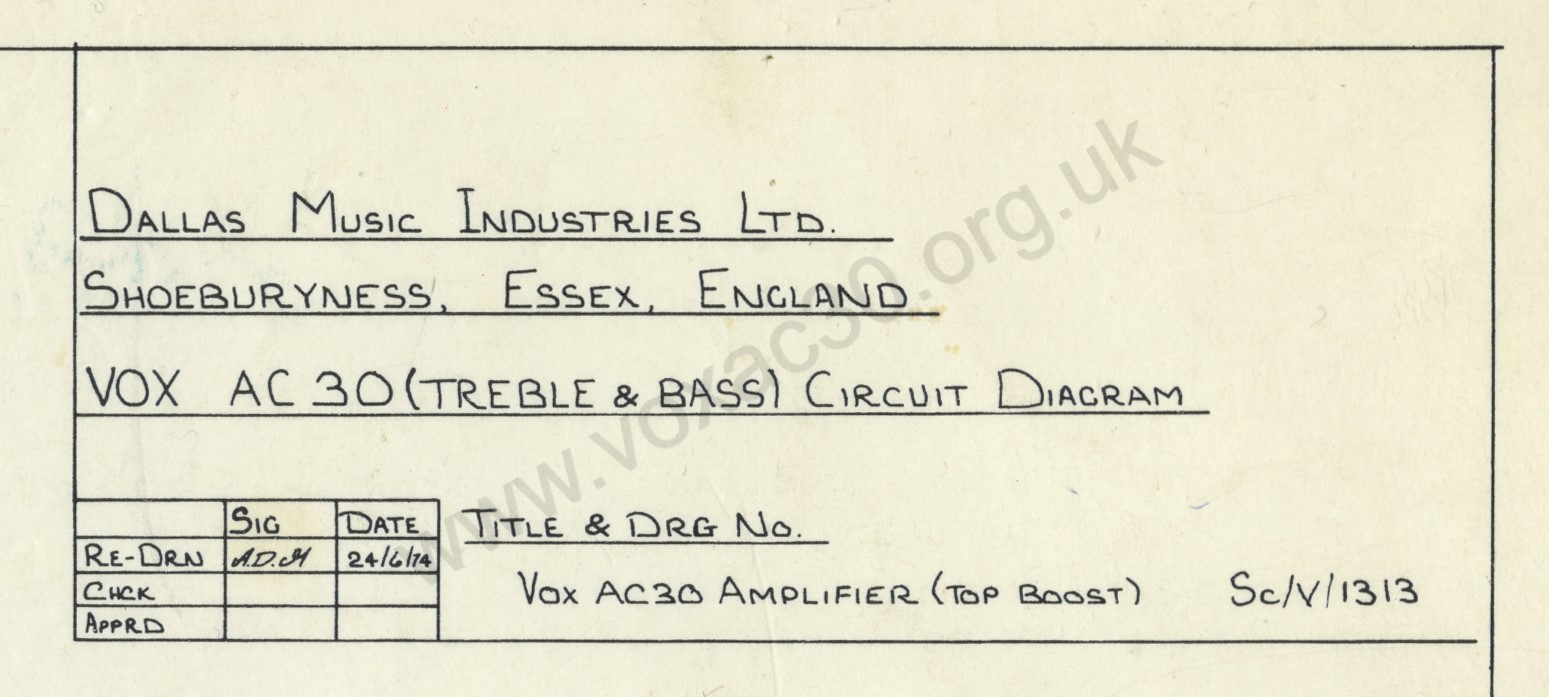 DALLAS MUSIC INDUSTRIES LTD.
SHOEBURYNESS, ESSEX, ENGLAND
VOX AC 30 (TREBLE & BASS) CIRCUIT DIAGRAM
SIG DATE
RE-DRN A.D.M 24/6/74
CHCK
APPRD
TITLE & DRG NO.
VOX AC30 AMPLIFIER (TOP BOOST) Sc/V/1313
www.voxac30.org.uk